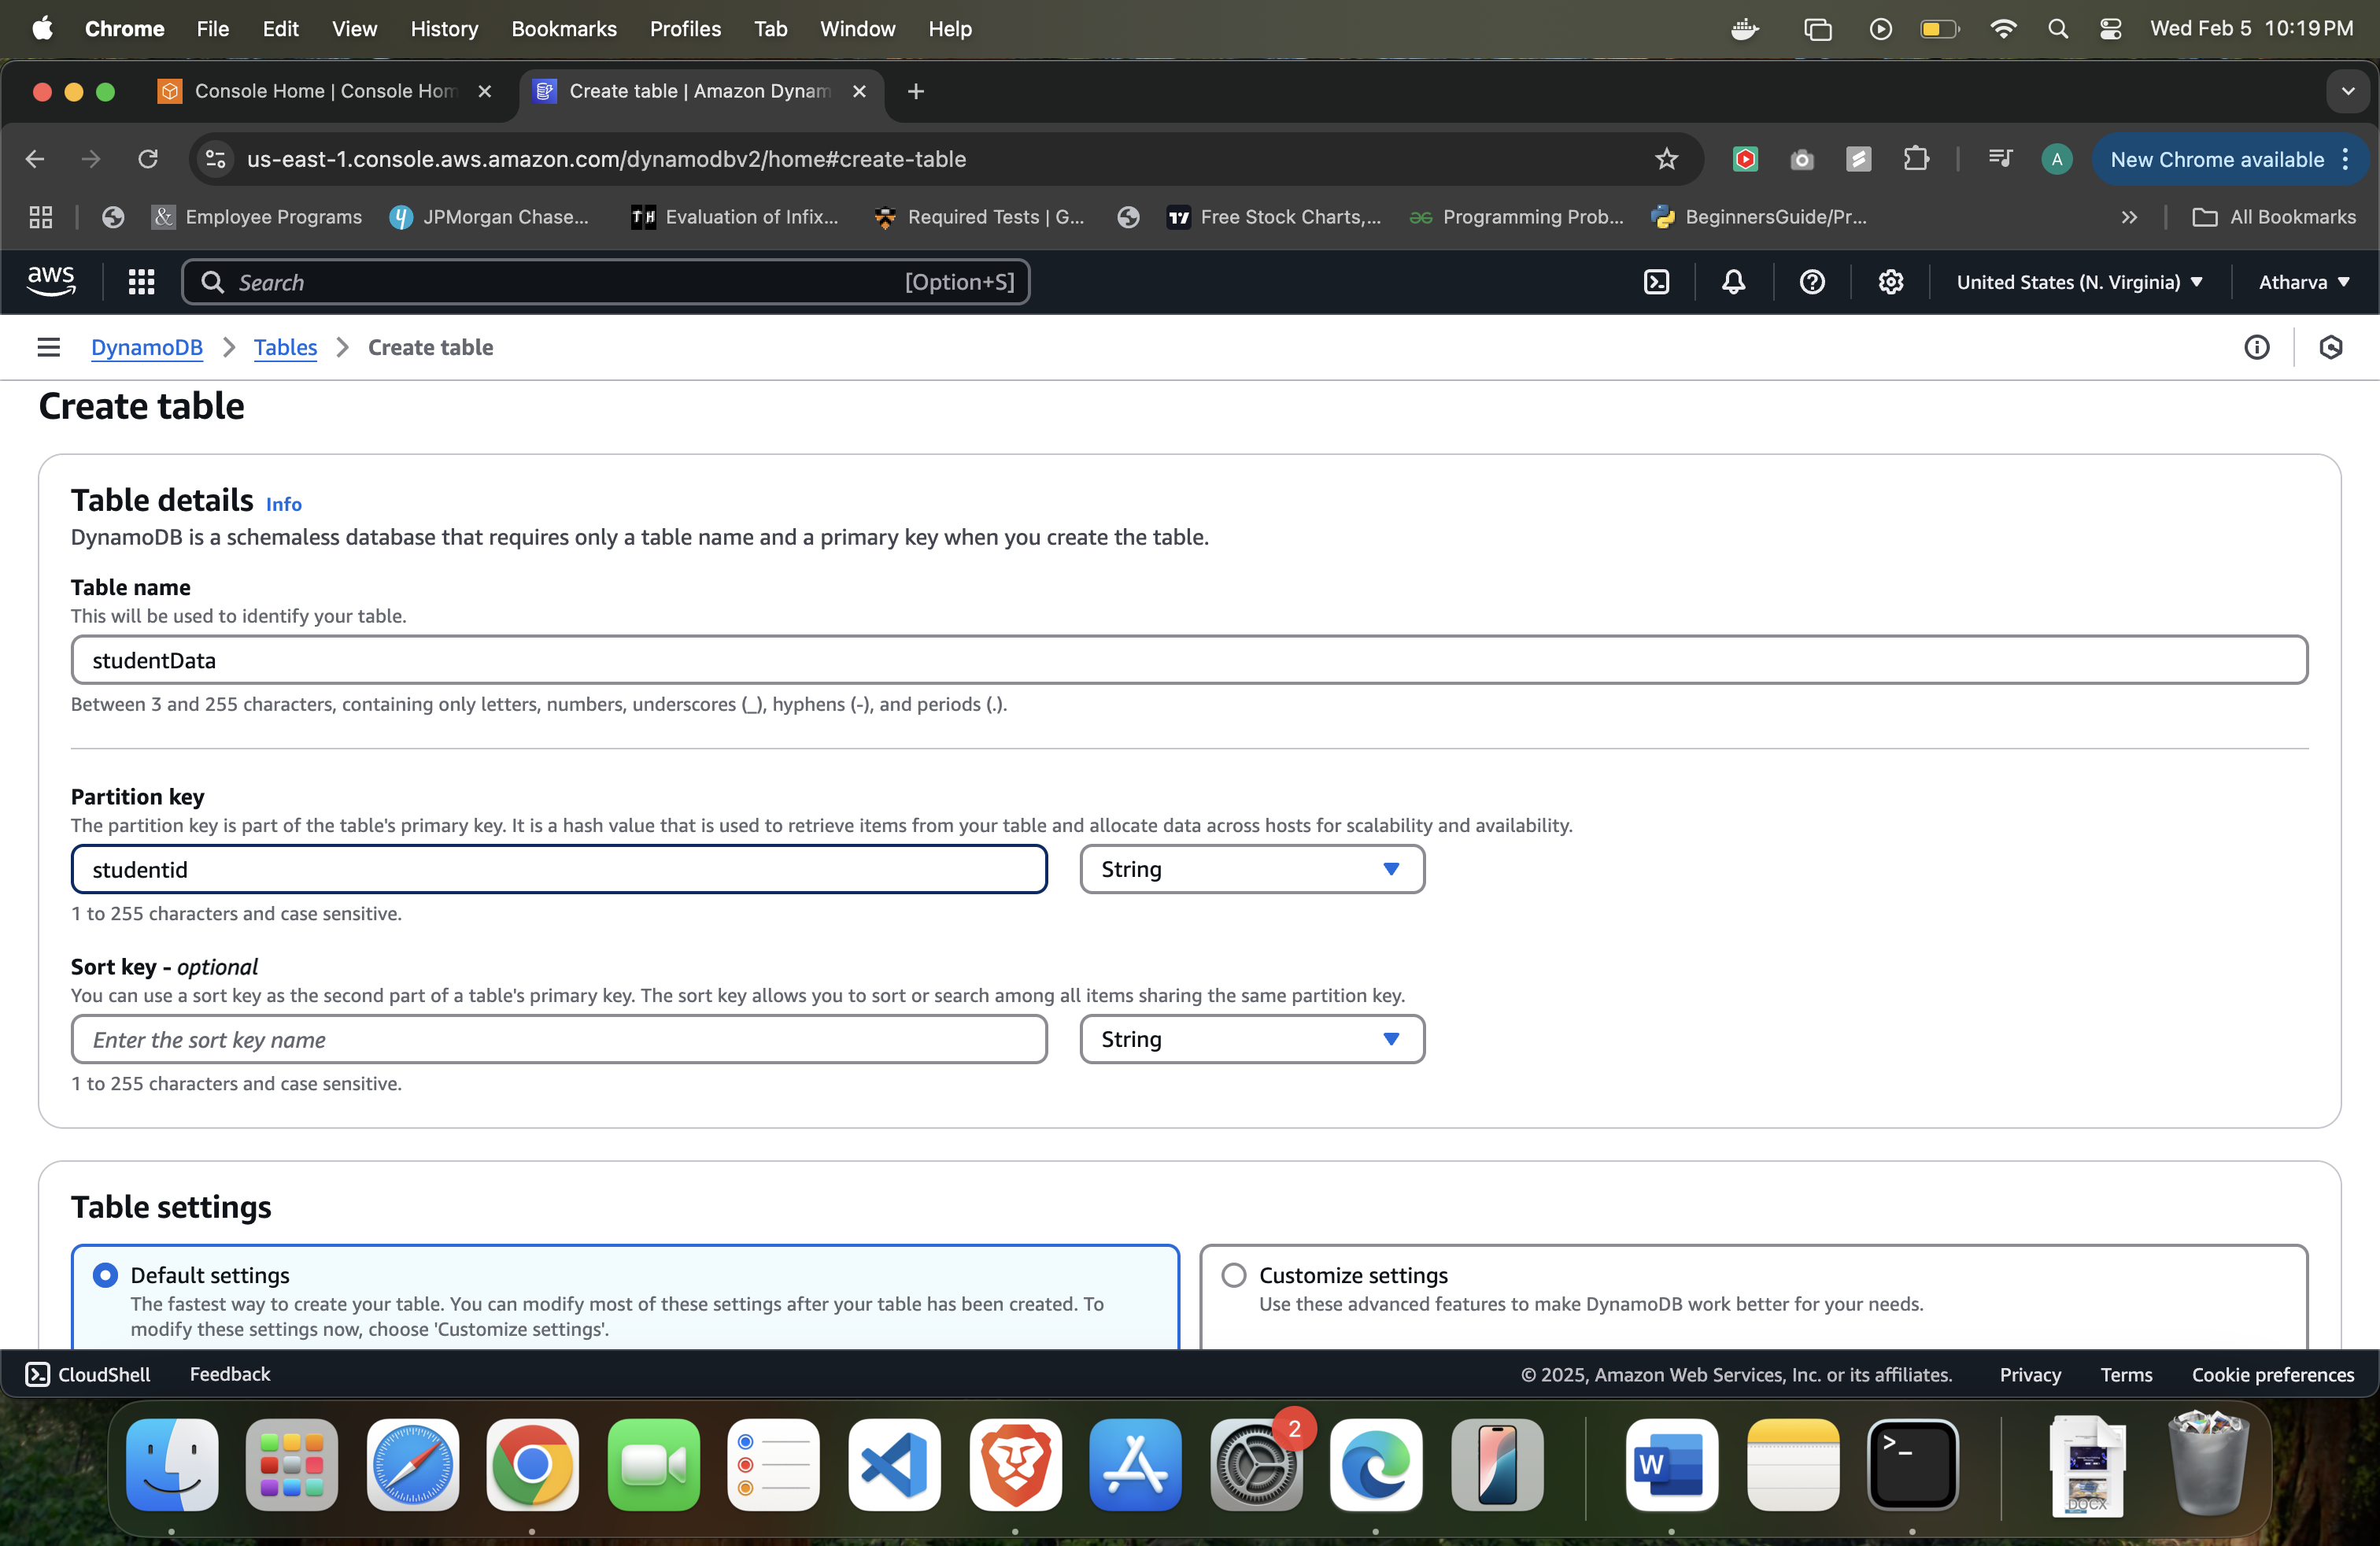 Chrome File Edit View History Bookmarks Profiles Tab Window Help Wed Feb 5 10:19 PM
Console Home | Console Hom Create table | Amazon Dynam
us-east-1.console.aws.amazon.com/dynamodbv2/home#create-table A New Chrome available
& Employee Programs JPMorgan Chase... TH Evaluation of Infix... Required Tests | G... Free Stock Charts,... Programming Prob... BeginnersGuide/Pr... All Bookmarks
aws Search [Option+S] United States (N. Virginia) Atharva
DynamoDB Tables Create table
Create table
Table details Info
DynamoDB is a schemaless database that requires only a table name and a primary key when you create the table.
Table name
This will be used to identify your table.
studentData
Between 3 and 255 characters, containing only letters, numbers, underscores (_), hyphens (-), and periods (.).
Partition key
The partition key is part of the table's primary key. It is a hash value that is used to retrieve items from your table and allocate data across hosts for scalability and availability.
studentid String
1 to 255 characters and case sensitive.
Sort key - optional
You can use a sort key as the second part of a table's primary key. The sort key allows you to sort or search among all items sharing the same partition key.
Enter the sort key name String
1 to 255 characters and case sensitive.
Table settings
Default settings Customize settings
The fastest way to create your table. You can modify most of these settings after your table has been created. To Use these advanced features to make DynamoDB work better for your needs.
modify these settings now, choose 'Customize settings'.
CloudShell Feedback © 2025, Amazon Web Services, Inc. or its affiliates. Privacy Terms Cookie preferences
2
W
DOCX